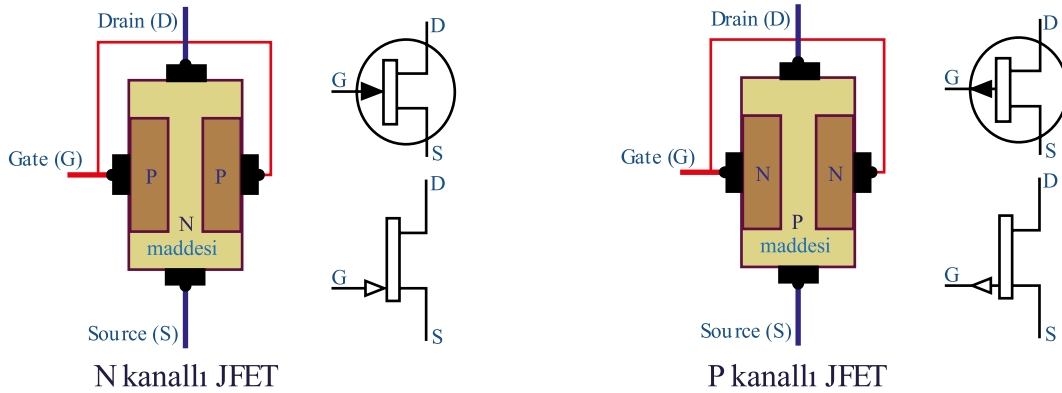 Drain (D)
D
G
S
Gate (G)
P
P
N
maddesi
D
G
S
Source (S)
N kanallı JFET
Drain (D)
D
G
S
Gate (G)
N
N
P
maddesi
D
G
S
Source (S)
P kanallı JFET